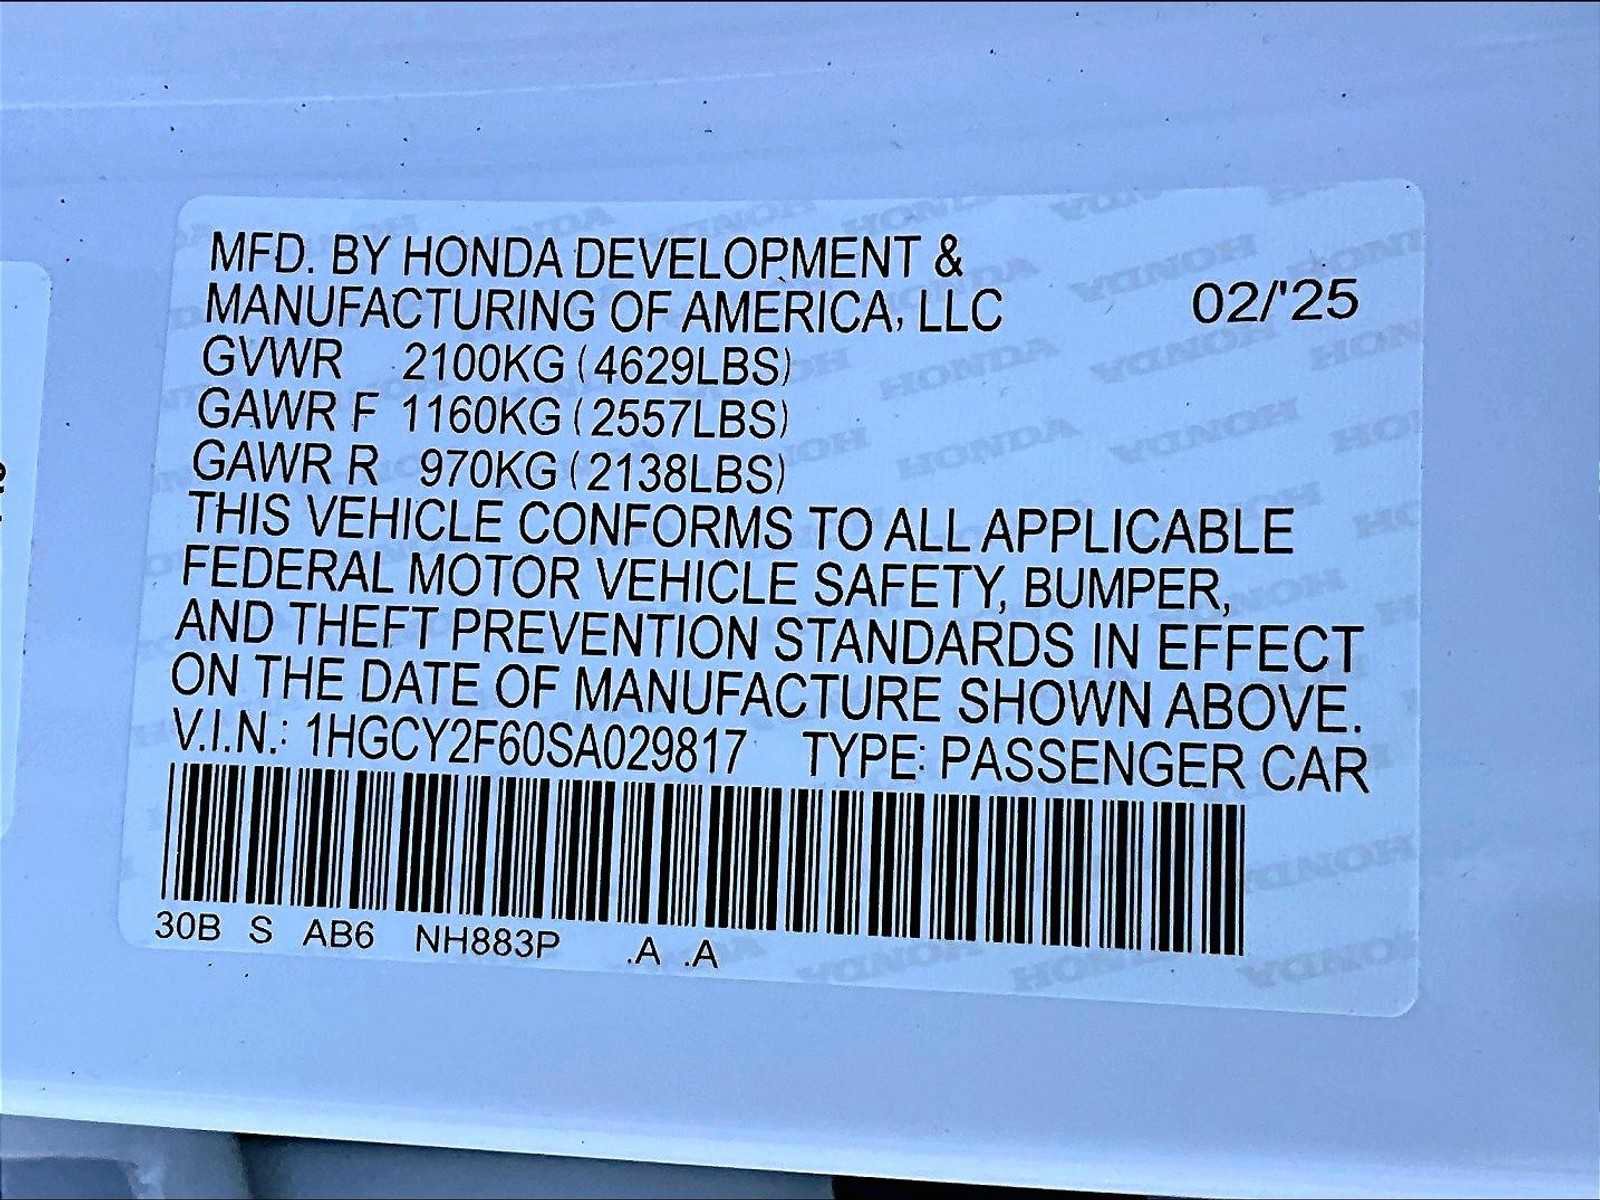 MFD. BY HONDA DEVELOPMENT &
MANUFACTURING OF AMERICA, LLC 02/'25
GVWR 2100KG (4629LBS)
GAWR F 1160KG (2557LBS)
GAWR R 970KG (2138LBS)
THIS VEHICLE CONFORMS TO ALL APPLICABLE
FEDERAL MOTOR VEHICLE SAFETY, BUMPER,
AND THEFT PREVENTION STANDARDS IN EFFECT
ON THE DATE OF MANUFACTURE SHOWN ABOVE.
V.I.N.: 1HGCY2F60SA029817 TYPE: PASSENGER CAR
30B S AB6 NH883P .A .A